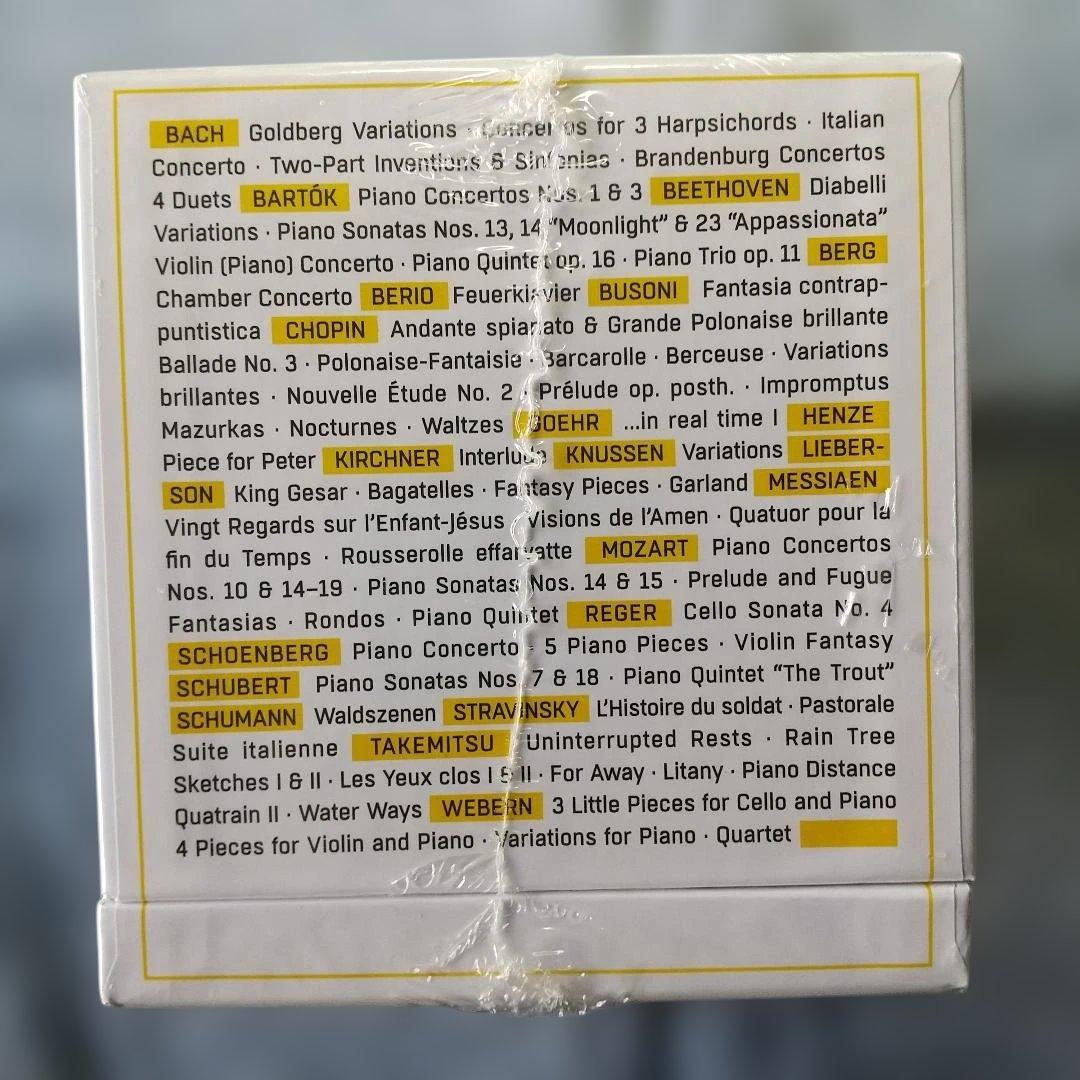 BACH Goldberg Variations · Concertos for 3 Harpsichords · Italian
Concerto · Two-Part Inventions & Sinfonias · Brandenburg Concertos
4 Duets BARTÓK Piano Concertos Nos. 1 & 3 BEETHOVEN Diabelli
Variations · Piano Sonatas Nos. 13, 14 “Moonlight” & 23 “Appassionata”
Violin (Piano) Concerto · Piano Quintet op. 16 · Piano Trio op. 11 BERG
Chamber Concerto BERIO Feuerklavier BUSONI Fantasia contrap-
puntistica CHOPIN Andante spianato & Grande Polonaise brillante
Ballade No. 3 · Polonaise-Fantaisie · Barcarolle · Berceuse · Variations
brillantes · Nouvelle Étude No. 2 · Prélude op. posth. · Impromptus
Mazurkas · Nocturnes · Waltzes GOEHR ...in real time I HENZE
Piece for Peter KIRCHNER Interlude KNUSSEN Variations LIEBER-
SON King Gesar · Bagatelles · Fantasy Pieces · Garland MESSIAEN
Vingt Regards sur l’Enfant-Jésus · Visions de l’Amen · Quatuor pour la
fin du Temps · Rousserolle effarvatte MOZART Piano Concertos
Nos. 10 & 14–19 · Piano Sonatas Nos. 14 & 15 · Prelude and Fugue
Fantasias · Rondos · Piano Quintet REGER Cello Sonata No. 4
SCHOENBERG Piano Concerto · 5 Piano Pieces · Violin Fantasy
SCHUBERT Piano Sonatas Nos. 7 & 18 · Piano Quintet “The Trout”
SCHUMANN Waldszenen STRAVINSKY L’Histoire du soldat · Pastorale
Suite italienne TAKEMITSU Uninterrupted Rests · Rain Tree
Sketches I & II · Les Yeux clos I & II · For Away · Litany · Piano Distance
Quatrain II · Water Ways WEBERN 3 Little Pieces for Cello and Piano
4 Pieces for Violin and Piano · Variations for Piano · Quartet